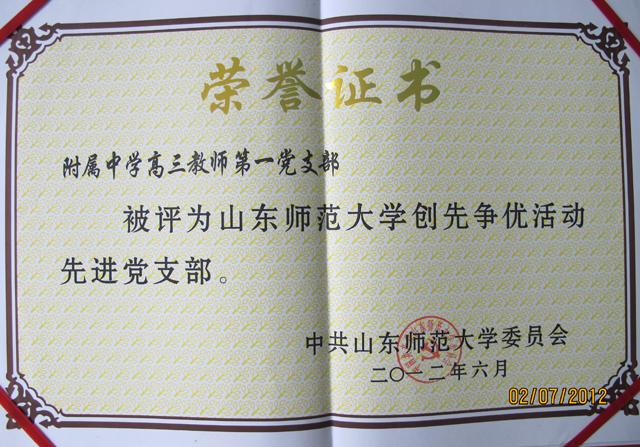 荣誉证书
附属中学高三教师第一党支部
被评为山东师范大学创先争优活动
先进党支部。
中共山东师范大学委员会
二〇一二年六月
02/07/2012